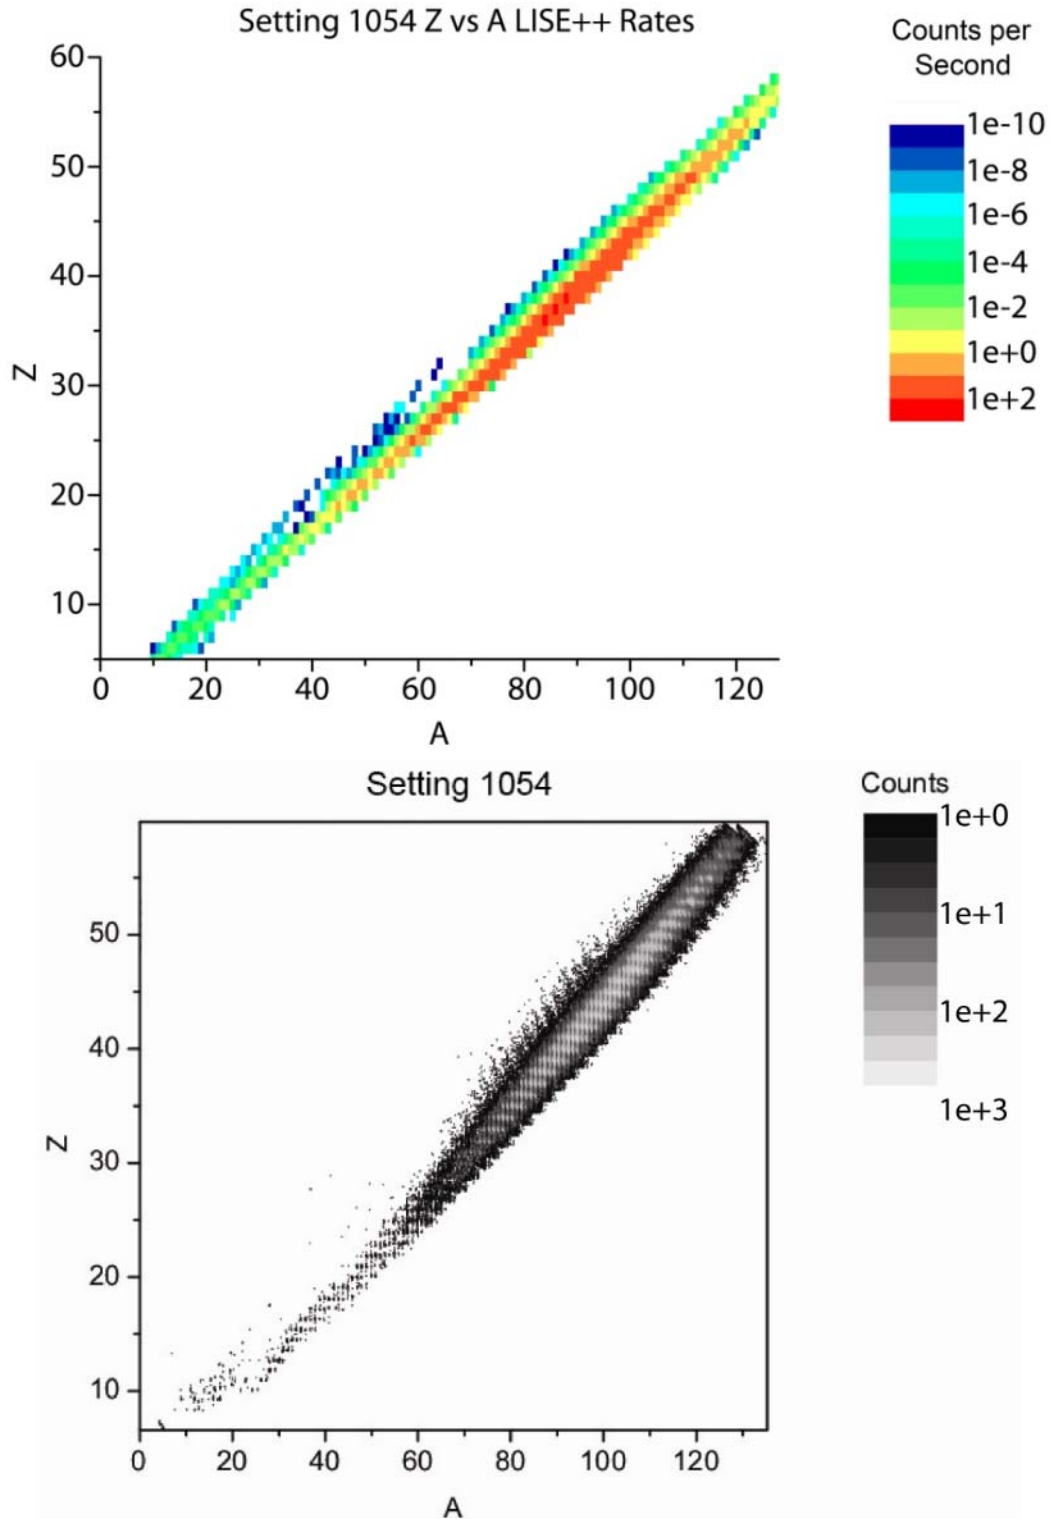 Setting 1054 Z vs A LISE++ Rates
Counts per
Second
1e-10
1e-8
1e-6
1e-4
1e-2
1e+0
1e+2
60
50
40
30
20
10
Z
0 20 40 60 80 100 120
A
Setting 1054
Counts
1e+0
1e+1
1e+2
1e+3
50
40
30
20
10
Z
0 20 40 60 80 100 120
A